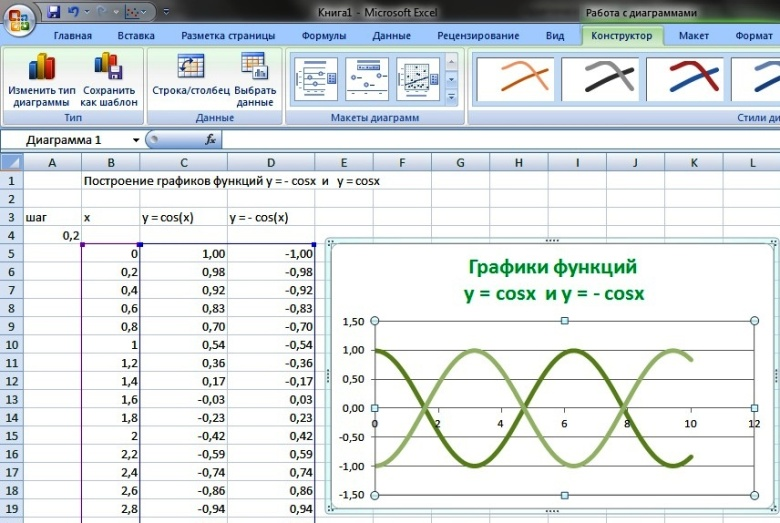 Книга1 - Microsoft Excel
Работа с диаграммами
Главная Вставка Разметка страницы Формулы Данные Рецензирование Вид Конструктор Макет Формат
Изменить тип диаграммы Сохранить как шаблон Строка/столбец Выбрать данные
Тип Данные Макеты диаграмм Стили ди
Диаграмма 1 fx
A B C D E F G H I J K L
1 Построение графиков функций y = - cosx и y = cosx
2
3 шаг x y = cos(x) y = - cos(x)
4 0,2
5 0 1,00 -1,00
6 0,2 0,98 -0,98
7 0,4 0,92 -0,92
8 0,6 0,83 -0,83
9 0,8 0,70 -0,70
10 1 0,54 -0,54
11 1,2 0,36 -0,36
12 1,4 0,17 -0,17
13 1,6 -0,03 0,03
14 1,8 -0,23 0,23
15 2 -0,42 0,42
16 2,2 -0,59 0,59
17 2,4 -0,74 0,74
18 2,6 -0,86 0,86
19 2,8 -0,94 0,94
Графики функций
y = cosx и y = - cosx
1,50
1,00
0,50
0,00
0 2 4 6 8 10 12
-0,50
-1,00
-1,50